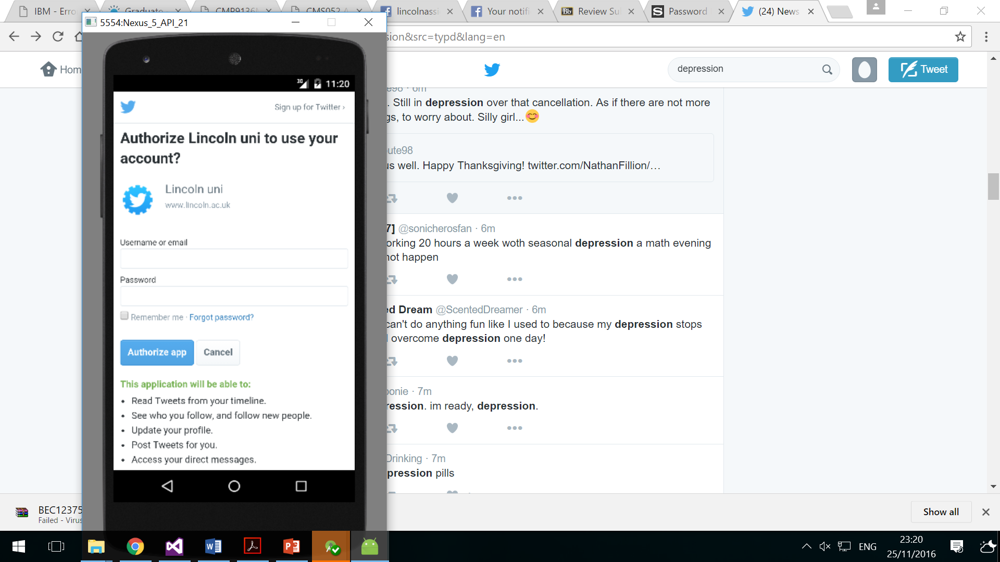 IBM - Erro
Graduate
CMP9136
CMS052
lincolnassi
Your notifi
Review Su
Password
(24) News
5554:Nexus_5_API_21
sion&src=typd&lang=en
Hom
depression
Tweet
3G 11:20
Sign up for Twitter ›
Authorize Lincoln uni to use your
account?
Lincoln uni
www.lincoln.ac.uk
Username or email
Password
Remember me · Forgot password?
Authorize app Cancel
This application will be able to:
• Read Tweets from your timeline.
• See who you follow, and follow new people.
• Update your profile.
• Post Tweets for you.
• Access your direct messages.
. Still in depression over that cancellation. As if there are not more
gs, to worry about. Silly girl...😊
ute98
us well. Happy Thanksgiving! twitter.com/NathanFillion/…
7] @sonicherosfan · 6m
orking 20 hours a week woth seasonal depression a math evening
not happen
ed Dream @ScentedDreamer · 6m
can't do anything fun like I used to because my depression stops
I overcome depression one day!
oonie · 7m
ression. im ready, depression.
Drinking · 7m
pression pills
BEC12375
Failed - Virus
Show all
ENG
23:20
25/11/2016